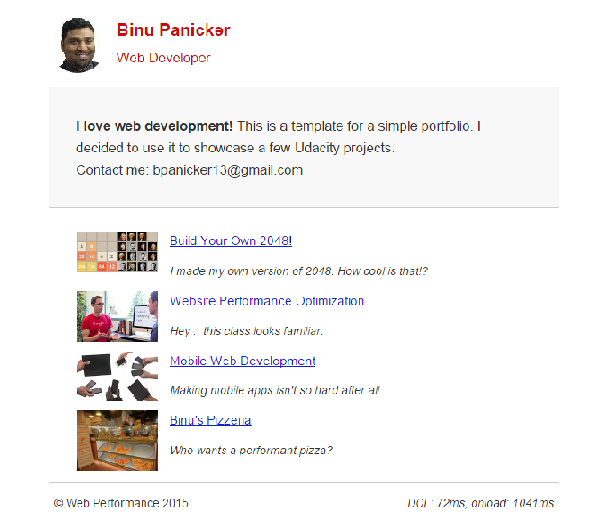 Binu Panicker
Web Developer
I love web development! This is a template for a simple portfolio. I
decided to use it to showcase a few Udacity projects.
Contact me: bpanicker13@gmail.com
Build Your Own 2048!
I made my own version of 2048. How cool is that!?
Website Performance Optimization
Hey... this class looks familiar.
Mobile Web Development
Making mobile apps isn't so hard after all
Binu's Pizzeria
Who wants a performant pizza?
© Web Performance 2015
DCL: 72ms, onload: 1041ms